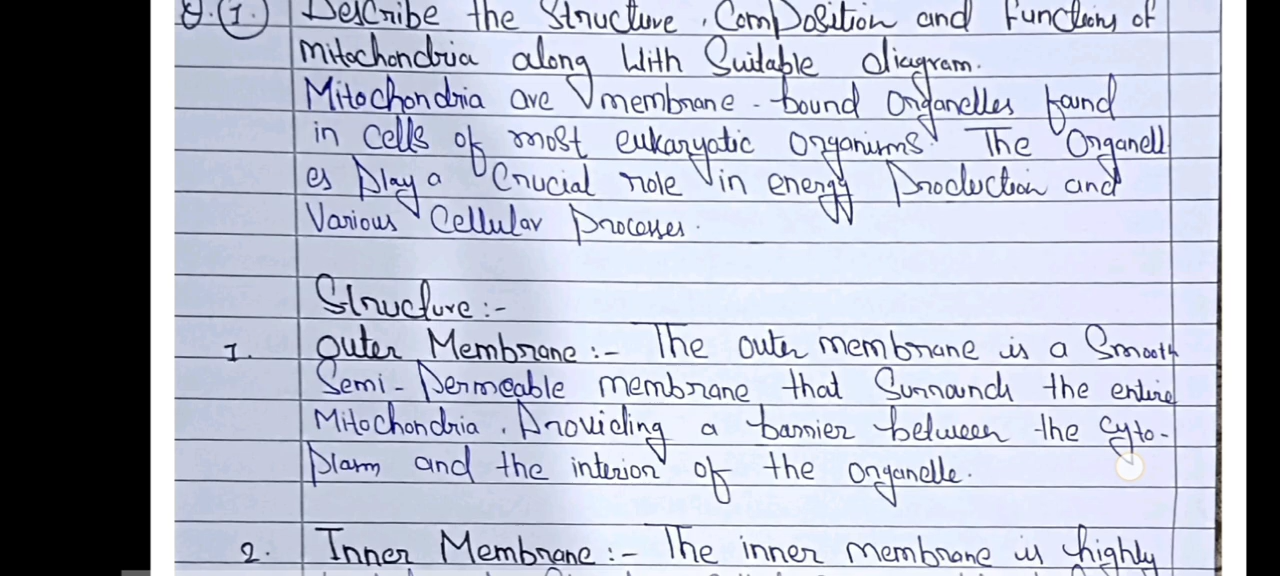 Q.(1.) Describe the Structure, Composition and functions of
mitochondria along With Suitable diagram.
Mitochondria are membrane-bound Organelles found
in Cells of most eukaryotic Organisms. The Organell
es play a Crucial role in energy Production and
Various Cellular Processes.
Structure:-
1. Outer Membrane:- The outer membrane is a Smooth
Semi-Permeable membrane that Surrounds the entire
Mitochondria, Providing a barrier between the Cyto-
plasm and the interior of the Organelle.
2. Inner Membrane:- The inner membrane is highly